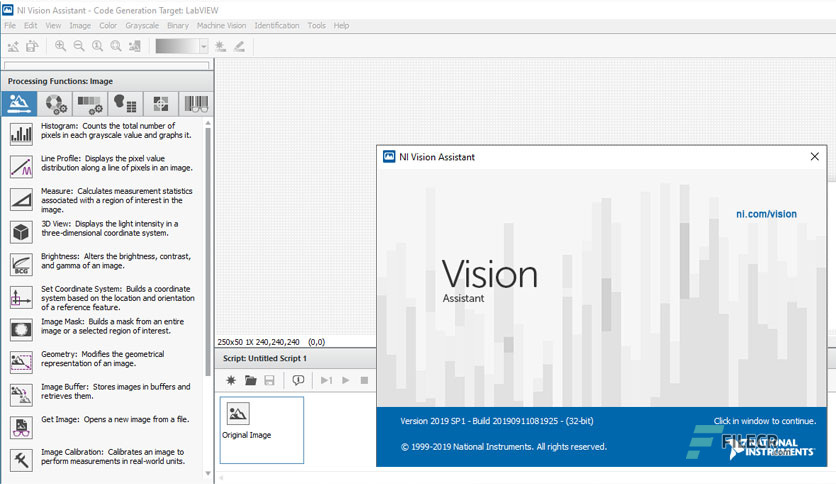 NI Vision Assistant - Code Generation Target: LabVIEW
File Edit View Image Color Grayscale Binary Machine Vision Identification Tools Help
Processing Functions: Image
Histogram: Counts the total number of
pixels in each grayscale value and graphs it.
Line Profile: Displays the pixel value
distribution along a line of pixels in an image.
Measure: Calculates measurement statistics
associated with a region of interest in the
image.
3D View: Displays the light intensity in a
three-dimensional coordinate system.
BCG
Brightness: Alters the brightness, contrast,
and gamma of an image.
Set Coordinate System: Builds a coordinate
system based on the location and orientation
of a reference feature.
Image Mask: Builds a mask from an entire
image or a selected region of interest.
Geometry: Modifies the geometrical
representation of an image.
Image Buffer: Stores images in buffers and
retrieves them.
Get Image: Opens a new image from a file.
Image Calibration: Calibrates an image to
perform measurements in real-world units.
250x50 1X 240,240,240 (0,0)
Script: Untitled Script 1
Original Image
NI Vision Assistant
ni.com/vision
Vision
Assistant
Version 2019 SP1 - Build 20190911081925 - (32-bit)
Click in window to continue.
© 1999-2019 National Instruments. All rights reserved.
NATIONAL
INSTRUMENTS
FILECR
.com